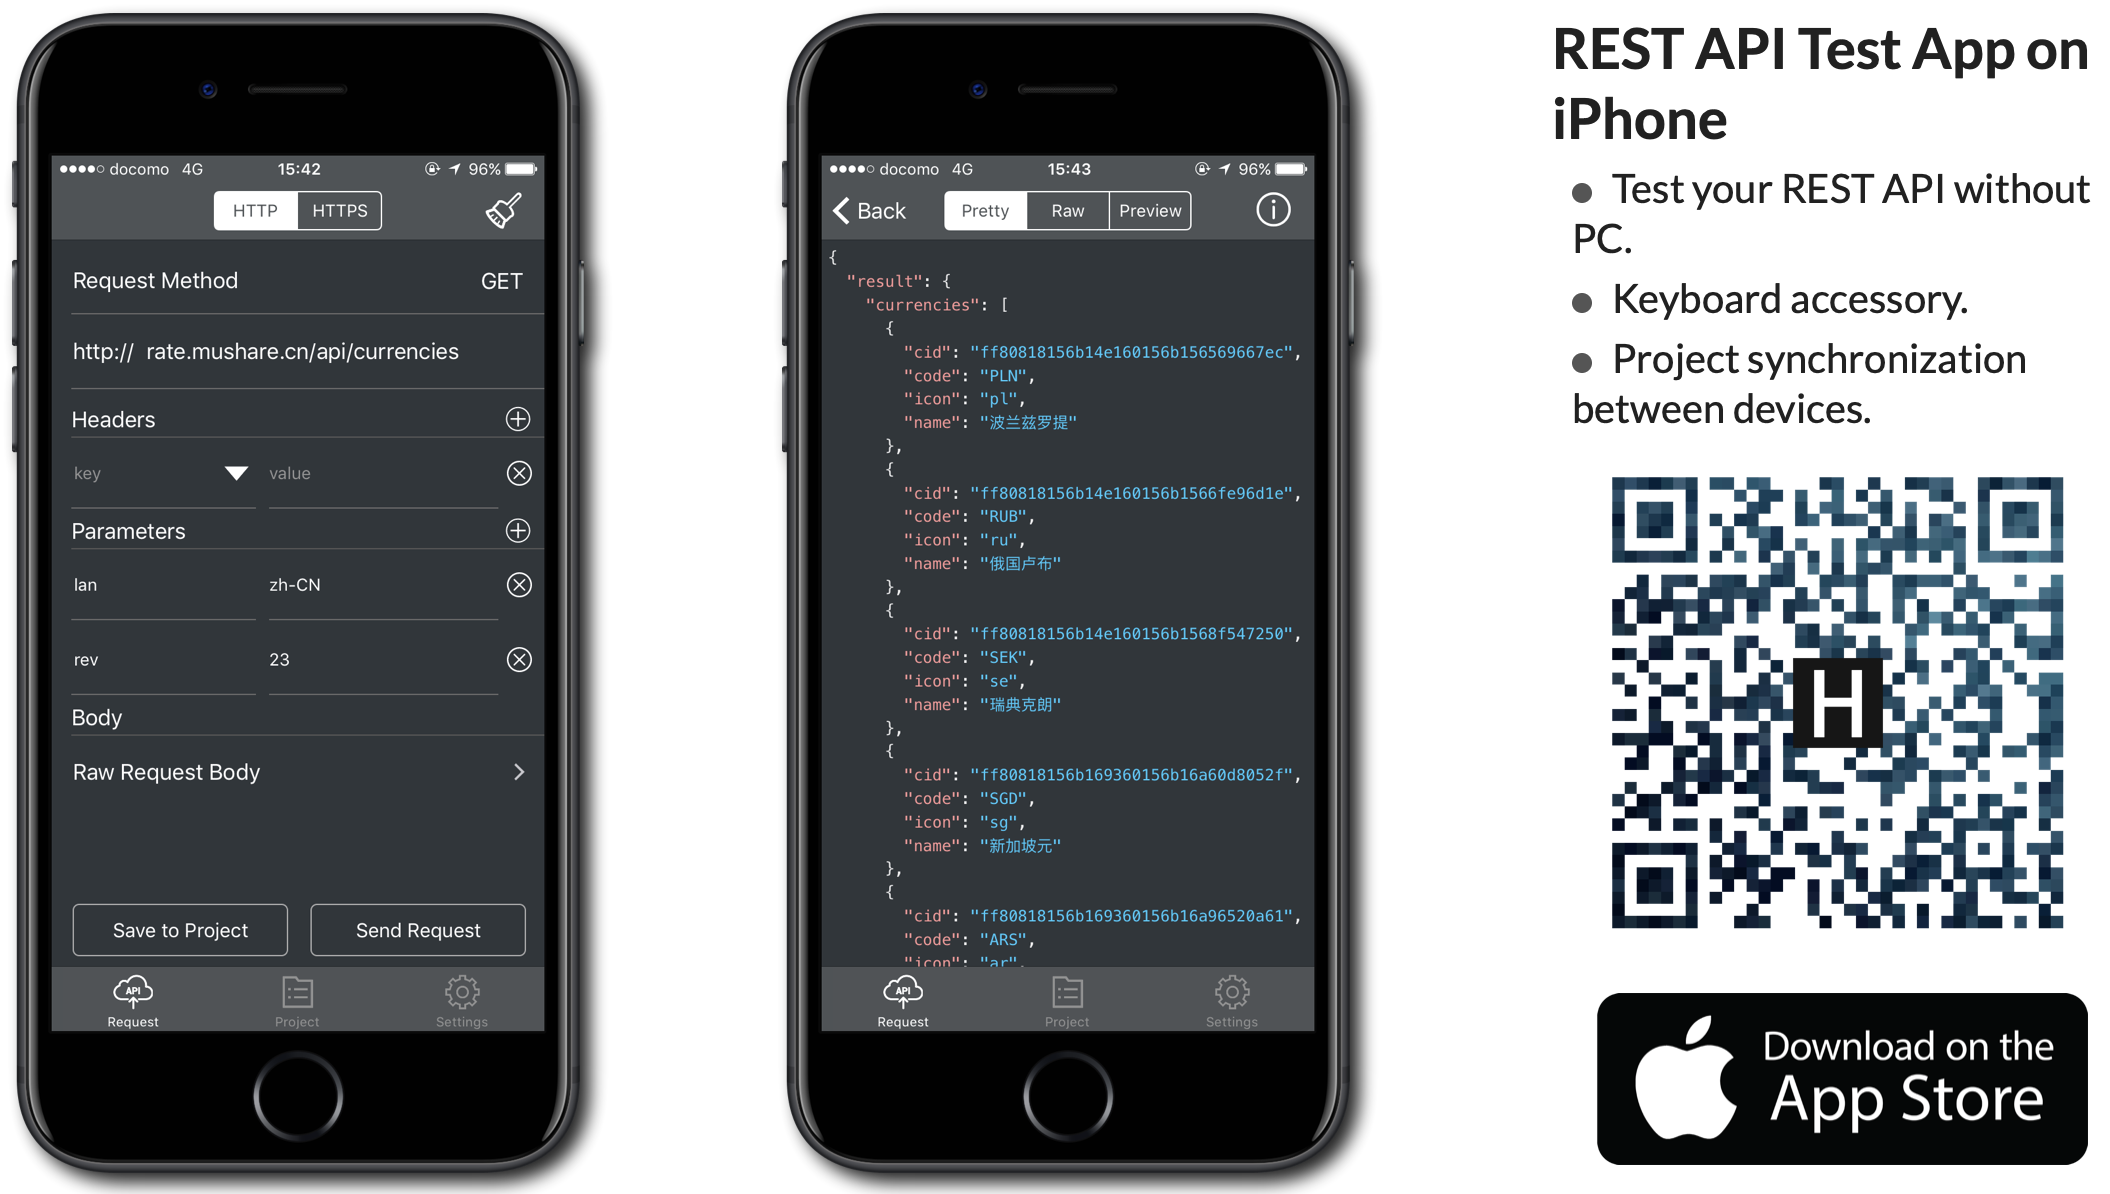 docomo 4G 15:42 96%
HTTP HTTPS
Request Method GET
http:// rate.mushare.cn/api/currencies
Headers
key value
Parameters
lan zh-CN
rev 23
Body
Raw Request Body
Save to Project Send Request
API
Request Project Settings
docomo 4G 15:43 96%
Back Pretty Raw Preview
{
"result": {
"currencies": [
{
"cid": "ff80818156b14e160156b156569667ec",
"code": "PLN",
"icon": "pl",
"name": "波兰兹罗提"
},
{
"cid": "ff80818156b14e160156b1566fe96d1e",
"code": "RUB",
"icon": "ru",
"name": "俄国卢布"
},
{
"cid": "ff80818156b14e160156b1568f547250",
"code": "SEK",
"icon": "se",
"name": "瑞典克朗"
},
{
"cid": "ff80818156b169360156b16a60d8052f",
"code": "SGD",
"icon": "sg",
"name": "新加坡元"
},
{
"cid": "ff80818156b169360156b16a96520a61",
"code": "ARS",
"icon": "ar",
API
Request Project Settings
REST API Test App on
iPhone
● Test your REST API without
PC.
● Keyboard accessory.
● Project synchronization
between devices.
H
Download on the
App Store